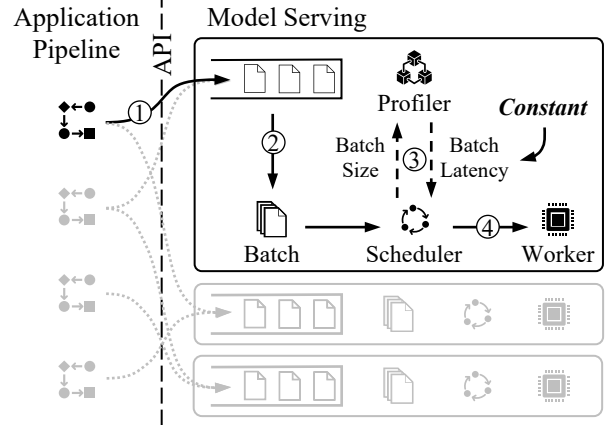 Application
Pipeline
API
Model Serving
1
2
Profiler
Constant
Batch
Size
3
Batch
Latency
Batch
Scheduler
4
Worker